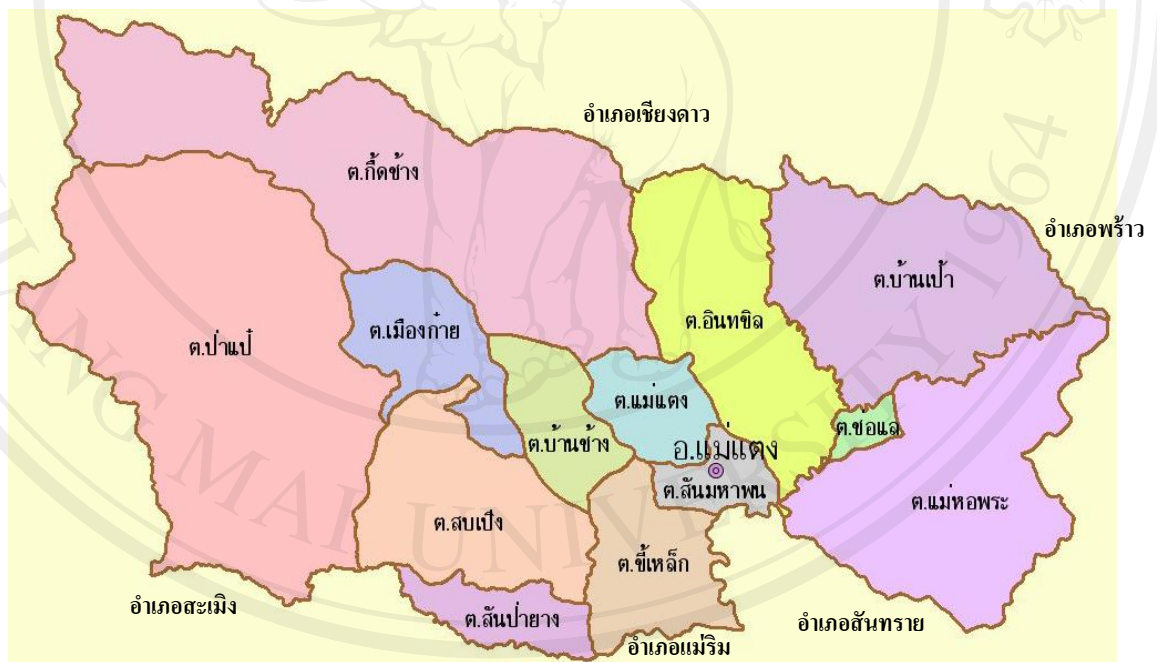 อำเภอเชียงดาว
ต.กื้ดช้าง
อำเภอพร้าว
ต.บ้านเป้า
ต.อินทขิล
ต.เมืองก๋าย
ต.ป่าแป๋
ต.แม่แตง
ต.ช่อแล
ต.บ้านช้าง
อ.แม่แตง
ต.สันมหาพน
ต.แม่หอพระ
ต.สบเปิง
ต.ขี้เหล็ก
อำเภอสะเมิง
ต.สันป่ายาง
อำเภอสันทราย
อำเภอแม่ริม
MAI UNIVERSITY 1964